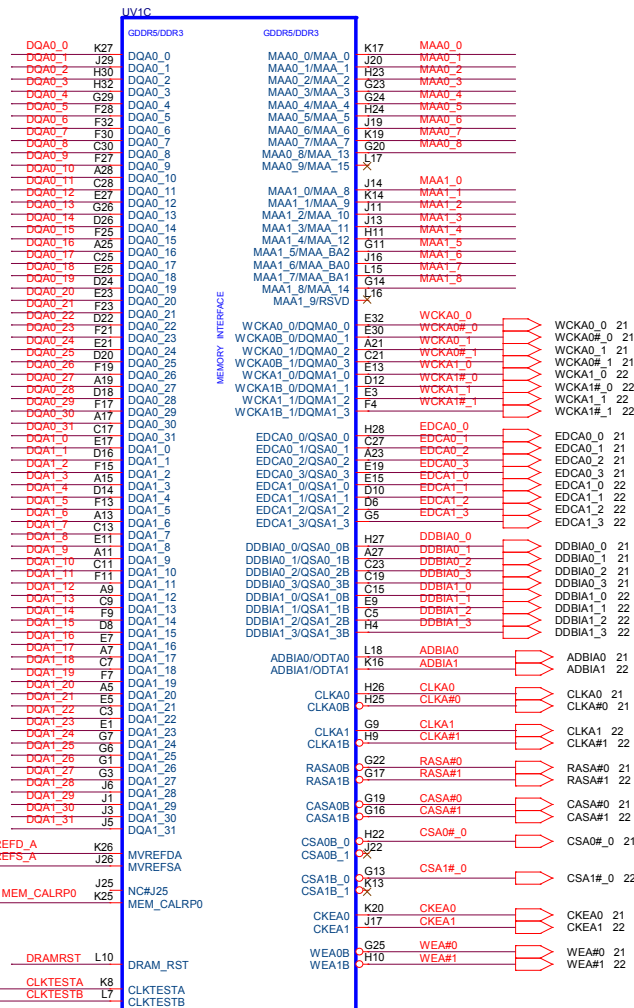 UV1C
GDDR5/DDR3 GDDR5/DDR3
DQA0_0 K27 DQA0_0
DQA0_1 J29 DQA0_1
DQA0_2 H30 DQA0_2
DQA0_3 H32 DQA0_3
DQA0_4 G29 DQA0_4
DQA0_5 F28 DQA0_5
DQA0_6 F32 DQA0_6
DQA0_7 F30 DQA0_7
DQA0_8 C30 DQA0_8
DQA0_9 F27 DQA0_9
DQA0_10 A28 DQA0_10
DQA0_11 C28 DQA0_11
DQA0_12 E27 DQA0_12
DQA0_13 G26 DQA0_13
DQA0_14 D26 DQA0_14
DQA0_15 F25 DQA0_15
DQA0_16 A25 DQA0_16
DQA0_17 C25 DQA0_17
DQA0_18 E25 DQA0_18
DQA0_19 D24 DQA0_19
DQA0_20 E23 DQA0_20
DQA0_21 F23 DQA0_21
DQA0_22 D22 DQA0_22
DQA0_23 F21 DQA0_23
DQA0_24 E21 DQA0_24
DQA0_25 D20 DQA0_25
DQA0_26 F19 DQA0_26
DQA0_27 A19 DQA0_27
DQA0_28 D18 DQA0_28
DQA0_29 F17 DQA0_29
DQA0_30 A17 DQA0_30
DQA0_31 C17 DQA0_31
DQA1_0 E17 DQA1_0
DQA1_1 D16 DQA1_1
DQA1_2 F15 DQA1_2
DQA1_3 A15 DQA1_3
DQA1_4 D14 DQA1_4
DQA1_5 F13 DQA1_5
DQA1_6 A13 DQA1_6
DQA1_7 C13 DQA1_7
DQA1_8 E11 DQA1_8
DQA1_9 A11 DQA1_9
DQA1_10 C11 DQA1_10
DQA1_11 F11 DQA1_11
DQA1_12 A9 DQA1_12
DQA1_13 C9 DQA1_13
DQA1_14 F9 DQA1_14
DQA1_15 D8 DQA1_15
DQA1_16 E7 DQA1_16
DQA1_17 A7 DQA1_17
DQA1_18 C7 DQA1_18
DQA1_19 F7 DQA1_19
DQA1_20 A5 DQA1_20
DQA1_21 E5 DQA1_21
DQA1_22 C3 DQA1_22
DQA1_23 E1 DQA1_23
DQA1_24 G7 DQA1_24
DQA1_25 G6 DQA1_25
DQA1_26 G1 DQA1_26
DQA1_27 G3 DQA1_27
DQA1_28 J6 DQA1_28
DQA1_29 J1 DQA1_29
DQA1_30 J3 DQA1_30
DQA1_31 J5 DQA1_31
EFD_A K26 MVREFDA
EFS_A J26 MVREFSA
J25 NC#J25
MEM_CALRP0 K25 MEM_CALRP0
DRAMRST L10 DRAM_RST
CLKTESTA K8 CLKTESTA
CLKTESTB L7 CLKTESTB
MEMORY INTERFACE
MAA0_0/MAA_0 K17 MAA0_0
MAA0_1/MAA_1 J20 MAA0_1
MAA0_2/MAA_2 H23 MAA0_2
MAA0_3/MAA_3 G23 MAA0_3
MAA0_4/MAA_4 G24 MAA0_4
MAA0_5/MAA_5 H24 MAA0_5
MAA0_6/MAA_6 J19 MAA0_6
MAA0_7/MAA_7 K19 MAA0_7
MAA0_8/MAA_13 G20 MAA0_8
MAA0_9/MAA_15 L17
MAA1_0/MAA_8 J14 MAA1_0
MAA1_1/MAA_9 K14 MAA1_1
MAA1_2/MAA_10 J11 MAA1_2
MAA1_3/MAA_11 J13 MAA1_3
MAA1_4/MAA_12 H11 MAA1_4
MAA1_5/MAA_BA2 G11 MAA1_5
MAA1_6/MAA_BA0 J16 MAA1_6
MAA1_7/MAA_BA1 L15 MAA1_7
MAA1_8/MAA_14 G14 MAA1_8
MAA1_9/RSVD L16
WCKA0_0/DQMA0_0 E32 WCKA0_0 WCKA0_0 21
WCKA0B_0/DQMA0_1 E30 WCKA0#_0 WCKA0#_0 21
WCKA0_1/DQMA0_2 A21 WCKA0_1 WCKA0_1 21
WCKA0B_1/DQMA0_3 C21 WCKA0#_1 WCKA0#_1 21
WCKA1_0/DQMA1_0 E13 WCKA1_0 WCKA1_0 22
WCKA1B_0/DQMA1_1 D12 WCKA1#_0 WCKA1#_0 22
WCKA1_1/DQMA1_2 E3 WCKA1_1 WCKA1_1 22
WCKA1B_1/DQMA1_3 F4 WCKA1#_1 WCKA1#_1 22
EDCA0_0/QSA0_0 H28 EDCA0_0 EDCA0_0 21
EDCA0_1/QSA0_1 C27 EDCA0_1 EDCA0_1 21
EDCA0_2/QSA0_2 A23 EDCA0_2 EDCA0_2 21
EDCA0_3/QSA0_3 E19 EDCA0_3 EDCA0_3 21
EDCA1_0/QSA1_0 E15 EDCA1_0 EDCA1_0 22
EDCA1_1/QSA1_1 D10 EDCA1_1 EDCA1_1 22
EDCA1_2/QSA1_2 D6 EDCA1_2 EDCA1_2 22
EDCA1_3/QSA1_3 G5 EDCA1_3 EDCA1_3 22
DDBIA0_0/QSA0_0B H27 DDBIA0_0 DDBIA0_0 21
DDBIA0_1/QSA0_1B A27 DDBIA0_1 DDBIA0_1 21
DDBIA0_2/QSA0_2B C23 DDBIA0_2 DDBIA0_2 21
DDBIA0_3/QSA0_3B C19 DDBIA0_3 DDBIA0_3 21
DDBIA1_0/QSA1_0B C15 DDBIA1_0 DDBIA1_0 22
DDBIA1_1/QSA1_1B E9 DDBIA1_1 DDBIA1_1 22
DDBIA1_2/QSA1_2B C5 DDBIA1_2 DDBIA1_2 22
DDBIA1_3/QSA1_3B H4 DDBIA1_3 DDBIA1_3 22
ADBIA0/ODTA0 L18 ADBIA0 ADBIA0 21
ADBIA1/ODTA1 K16 ADBIA1 ADBIA1 22
CLKA0 H26 CLKA0 CLKA0 21
CLKA0B H25 CLKA#0 CLKA#0 21
CLKA1 G9 CLKA1 CLKA1 22
CLKA1B H9 CLKA#1 CLKA#1 22
RASA0B G22 RASA#0 RASA#0 21
RASA1B G17 RASA#1 RASA#1 22
CASA0B G19 CASA#0 CASA#0 21
CASA1B G16 CASA#1 CASA#1 22
CSA0B_0 H22 CSA0#_0 CSA0#_0 21
CSA0B_1 J22
CSA1B_0 G13 CSA1#_0 CSA1#_0 22
CSA1B_1 K13
CKEA0 K20 CKEA0 CKEA0 21
CKEA1 J17 CKEA1 CKEA1 22
WEA0B G25 WEA#0 WEA#0 21
WEA1B H10 WEA#1 WEA#1 22